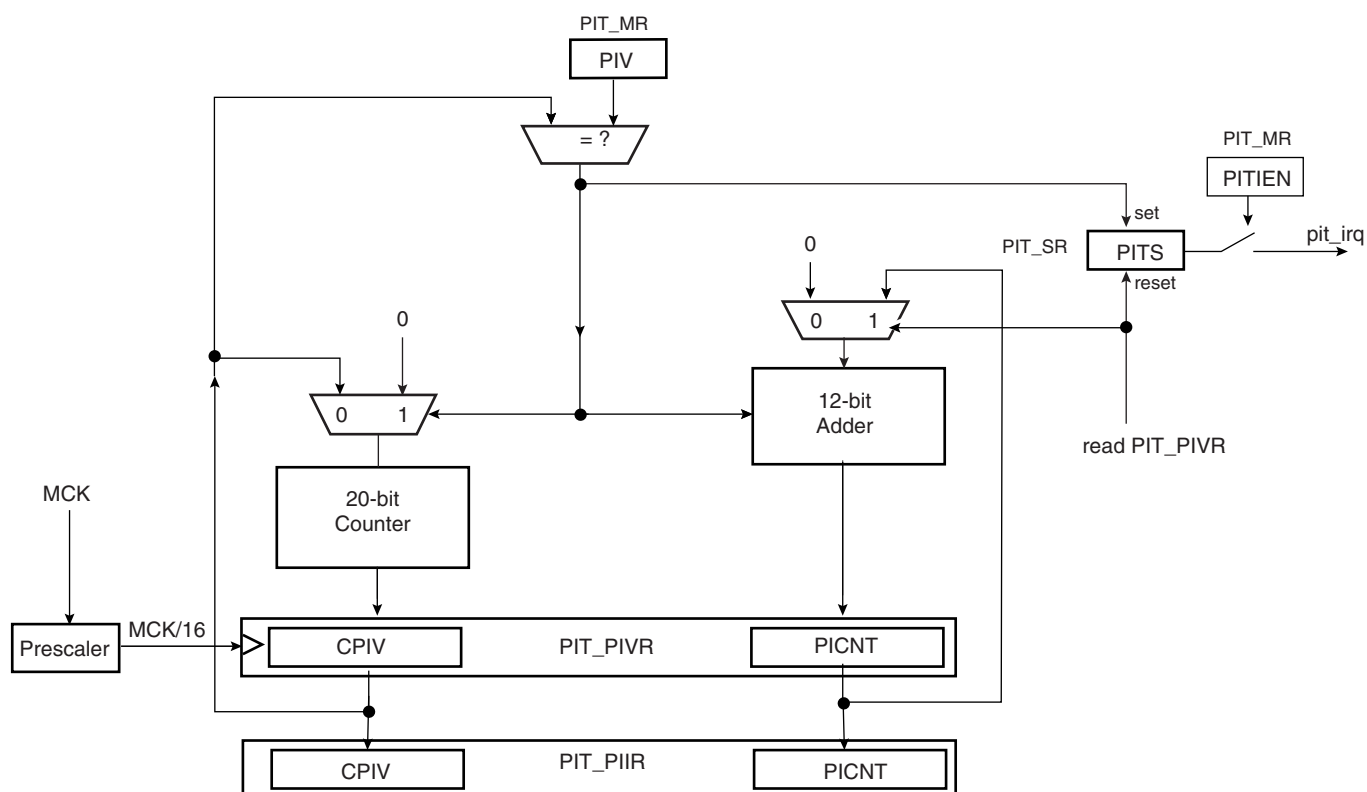 PIT_MR
PIV
= ?
PIT_MR
PITIEN
set
PIT_SR
PITS
pit_irq
reset
0
0 1
0
0 1
12-bit
Adder
read PIT_PIVR
20-bit
Counter
MCK
Prescaler
MCK/16
CPIV
PIT_PIVR
PICNT
CPIV
PIT_PIIR
PICNT